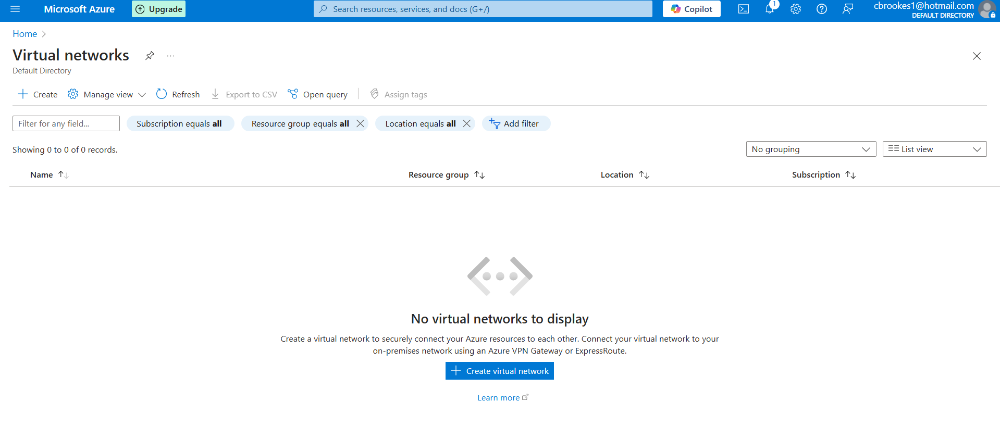 Microsoft Azure
Upgrade
Search resources, services, and docs (G+/)
Copilot
1
cbrookes1@hotmail.com
DEFAULT DIRECTORY
Home
Virtual networks
...
Default Directory
Create
Manage view
Refresh
Export to CSV
Open query
Assign tags
Filter for any field...
Subscription equals all
Resource group equals all
Location equals all
Add filter
Showing 0 to 0 of 0 records.
No grouping
List view
Name
Resource group
Location
Subscription
No virtual networks to display
Create a virtual network to securely connect your Azure resources to each other. Connect your virtual network to your
on-premises network using an Azure VPN Gateway or ExpressRoute.
Create virtual network
Learn more